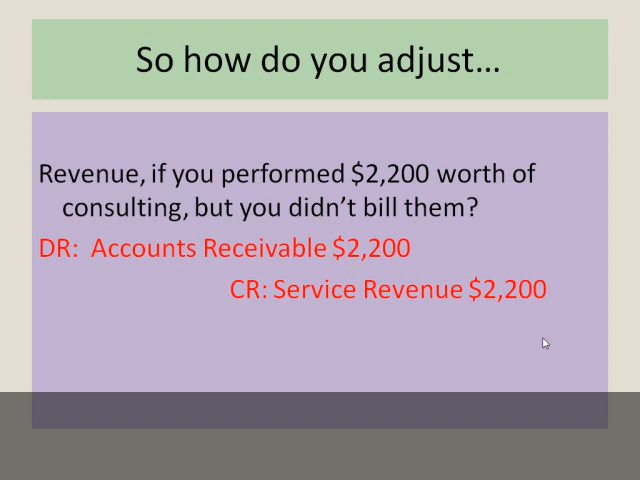 So how do you adjust...
Revenue, if you performed $2,200 worth of
consulting, but you didn't bill them?
DR:  Accounts Receivable $2,200
CR: Service Revenue $2,200